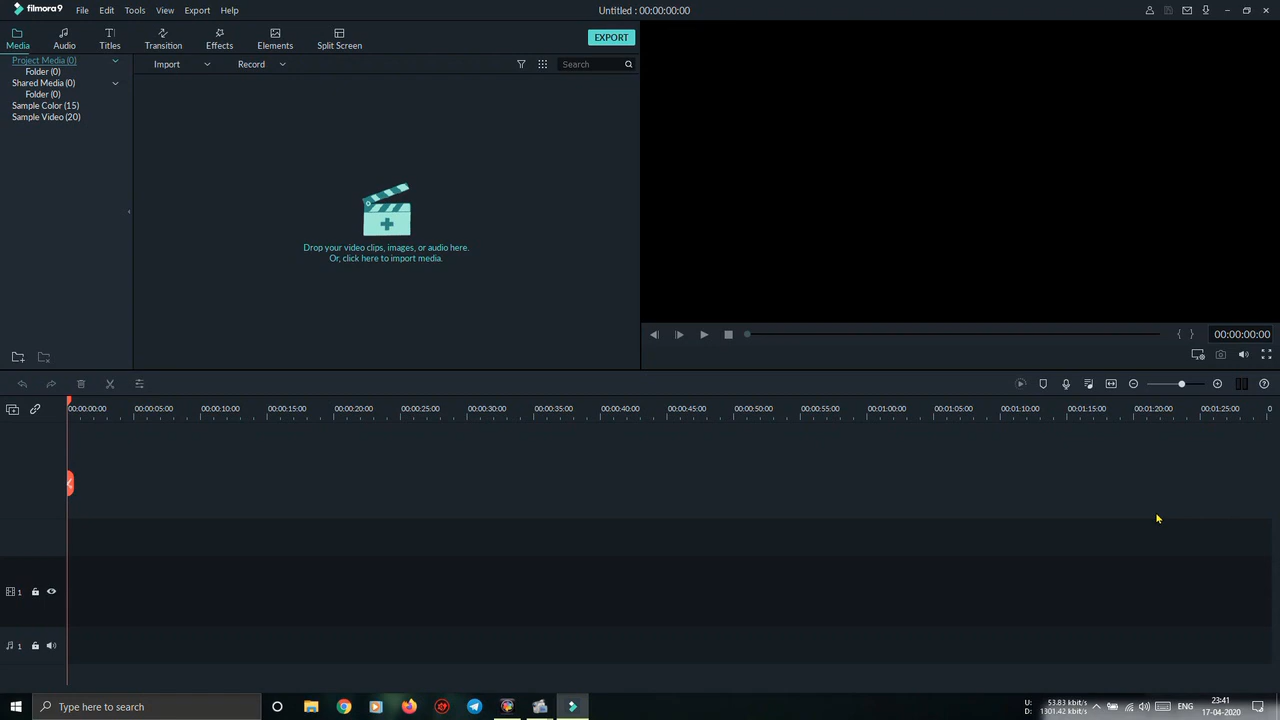 filmora9 File Edit Tools View Export Help Untitled : 00:00:00:00
Media Audio Titles Transition Effects Elements Split Screen EXPORT
Project Media (0)
Folder (0)
Shared Media (0)
Folder (0)
Sample Color (15)
Sample Video (20)
Import Record Search
Drop your video clips, images, or audio here.
Or, click here to import media.
{ } 00:00:00:00
00:00:00:00 00:00:05:00 00:00:10:00 00:00:15:00 00:00:20:00 00:00:25:00 00:00:30:00 00:00:35:00 00:00:40:00 00:00:45:00 00:00:50:00 00:00:55:00 00:01:00:00 00:01:05:00 00:01:10:00 00:01:15:00 00:01:20:00 00:01:25:00 0
1
1
Type here to search
U: 53.83 kbit/s
D: 1301.42 kbit/s
ENG
23:41
17-04-2020